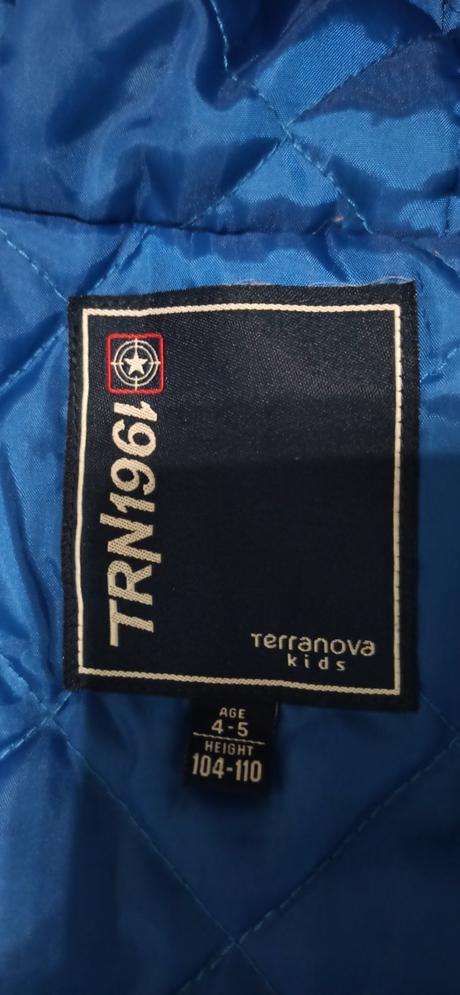 TRN1961
Terranova
kids
AGE
4-5
HEIGHT
104-110